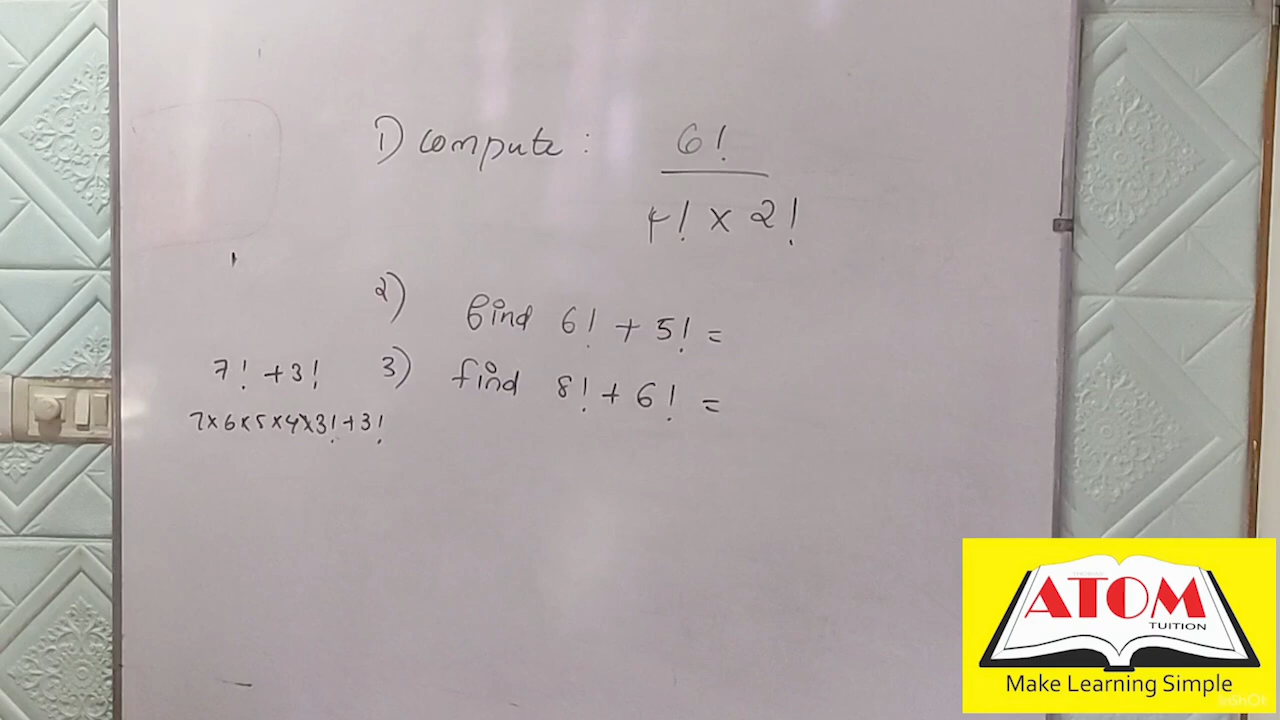 1) compute : 6!
4! x 2!
2) find 6! + 5! =
3) find 8! + 6! =
7! + 3!
7x6x5x4x3!+3!
ATOM
TUITION
Make Learning Simple